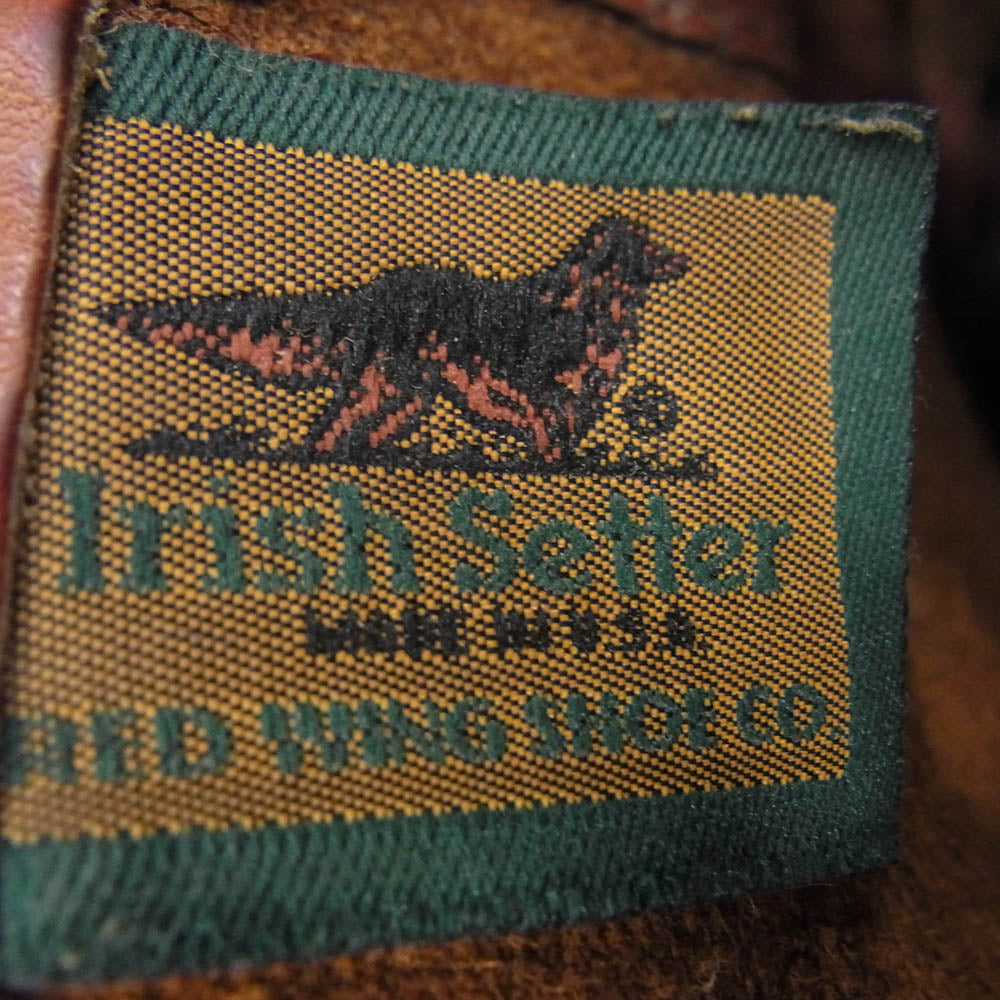 ®
Irish Setter
MADE IN U.S.A
RED WING SHOE CO.